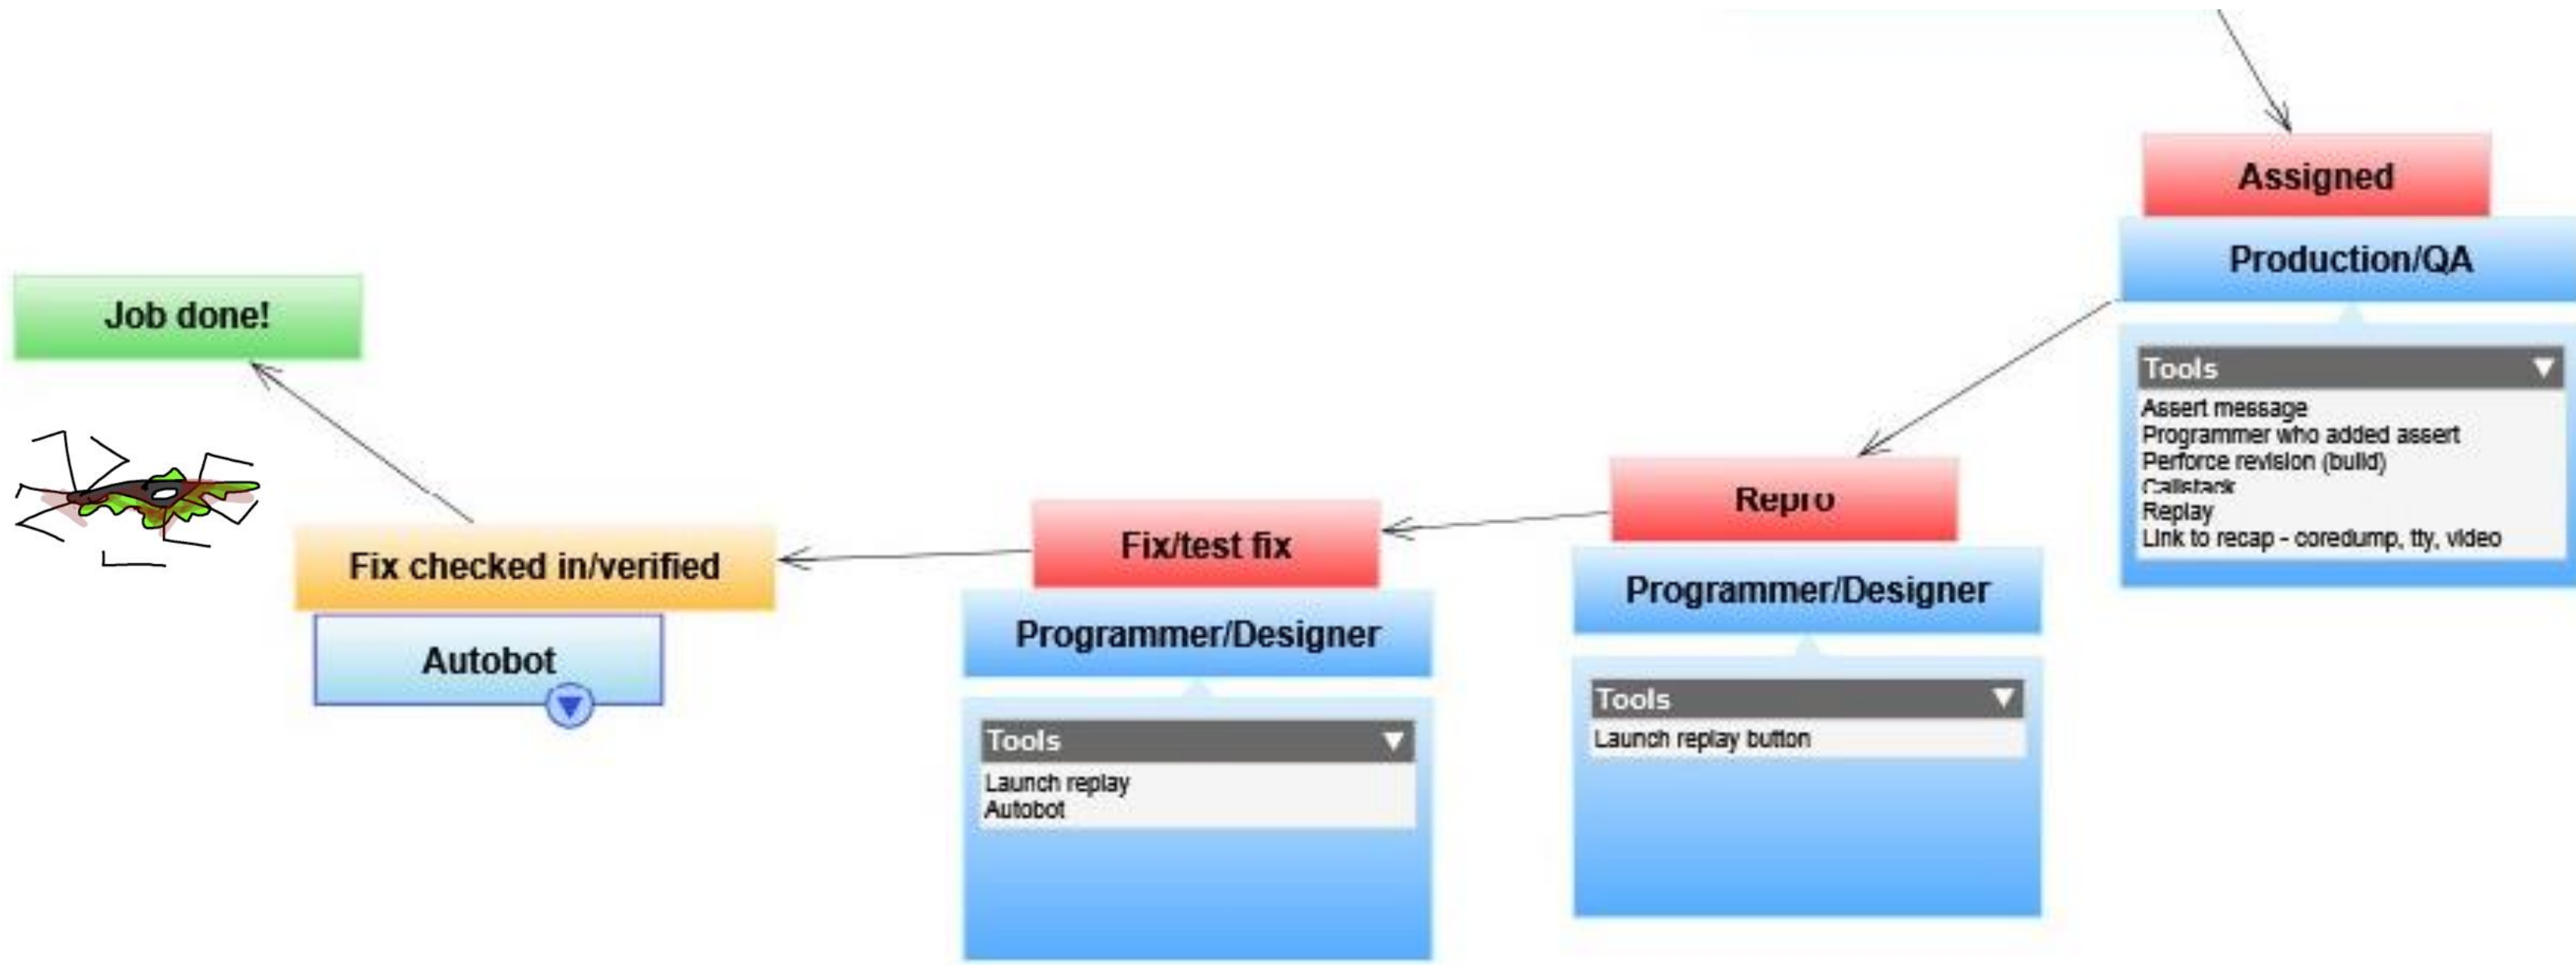 Assigned
Production/QA
Tools
Assert message
Programmer who added assert
Perforce revision (build)
Callstack
Replay
Link to recap - coredump, tty, video
Job done!
Repro
Programmer/Designer
Tools
Launch replay button
Fix/test fix
Programmer/Designer
Tools
Launch replay
Autobot
Fix checked in/verified
Autobot